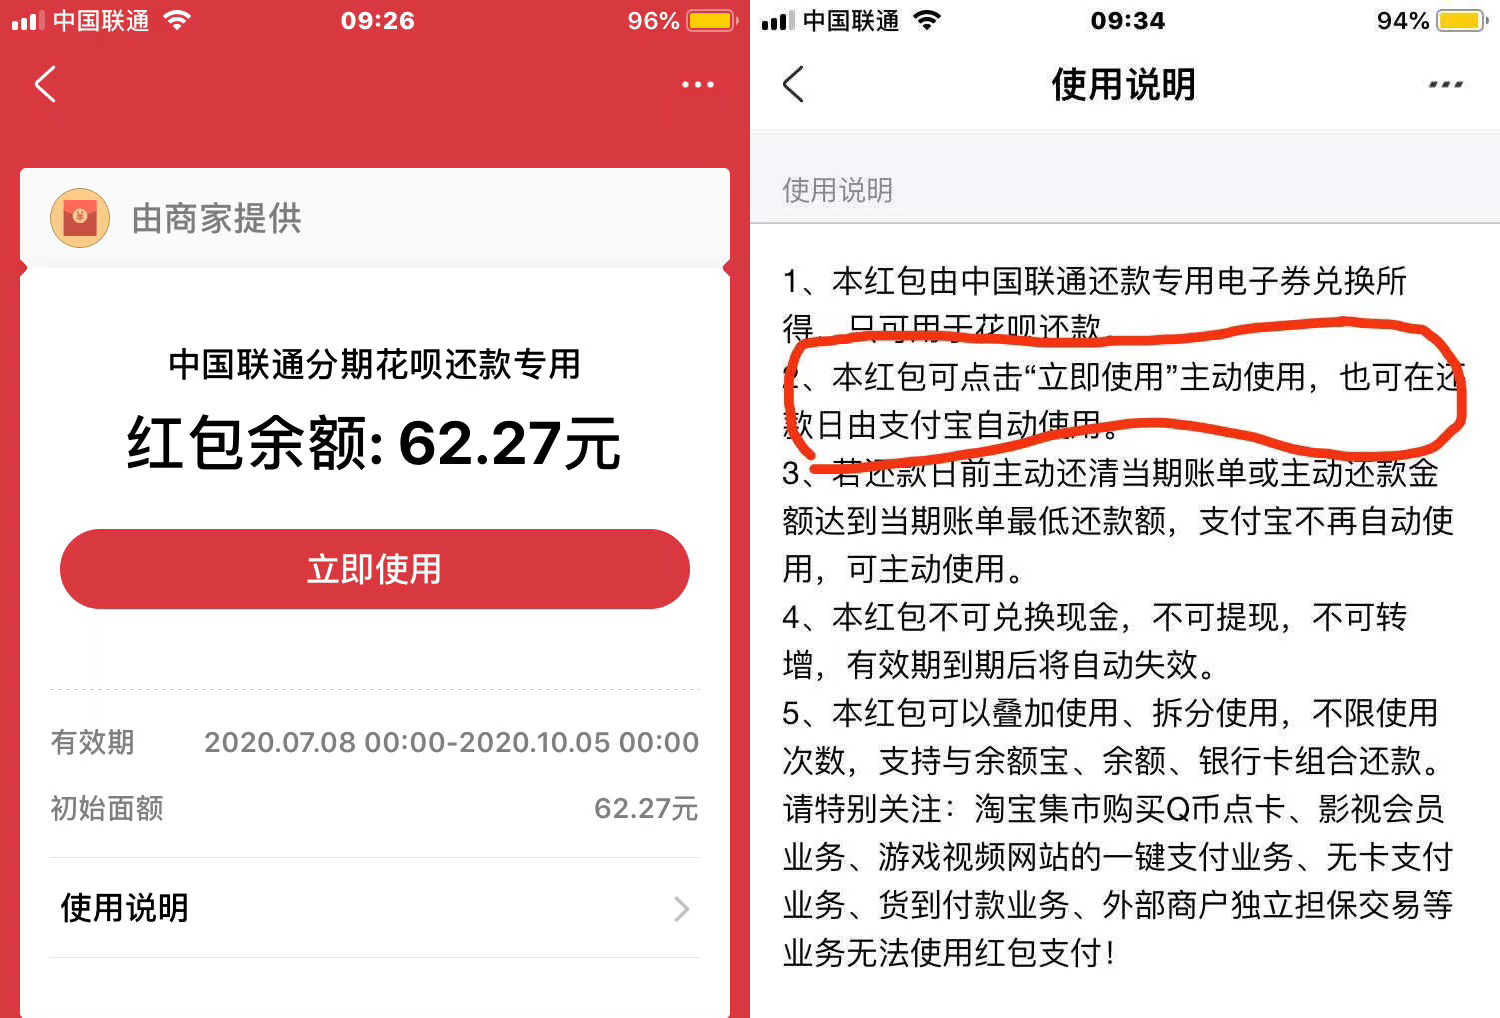 中国联通
09:26
96%
由商家提供
中国联通分期花呗还款专用
红包余额: 62.27元
立即使用
有效期 2020.07.08 00:00-2020.10.05 00:00
初始面额 62.27元
使用说明
中国联通
09:34
94%
使用说明
使用说明
1、本红包由中国联通还款专用电子券兑换所
得，只可用于花呗还款。
2、本红包可点击“立即使用”主动使用，也可在还
款日由支付宝自动使用。
3、若还款日前主动还清当期账单或主动还款金
额达到当期账单最低还款额，支付宝不再自动使
用，可主动使用。
4、本红包不可兑换现金，不可提现，不可转
增，有效期到期后将自动失效。
5、本红包可以叠加使用、拆分使用，不限使用
次数，支持与余额宝、余额、银行卡组合还款。
请特别关注：淘宝集市购买Q币点卡、影视会员
业务、游戏视频网站的一键支付业务、无卡支付
业务、货到付款业务、外部商户独立担保交易等
业务无法使用红包支付！